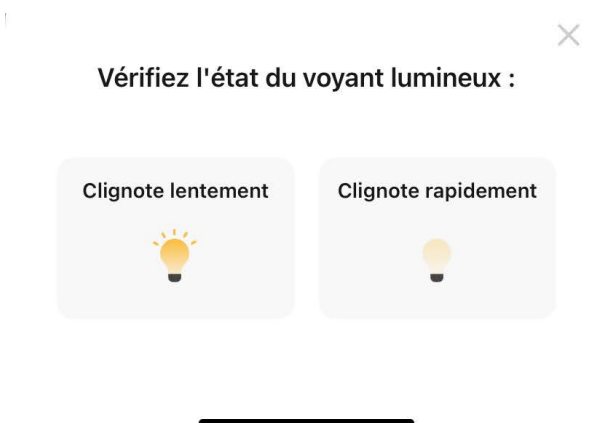 Vérifiez l'état du voyant lumineux :
Clignote lentement
Clignote rapidement